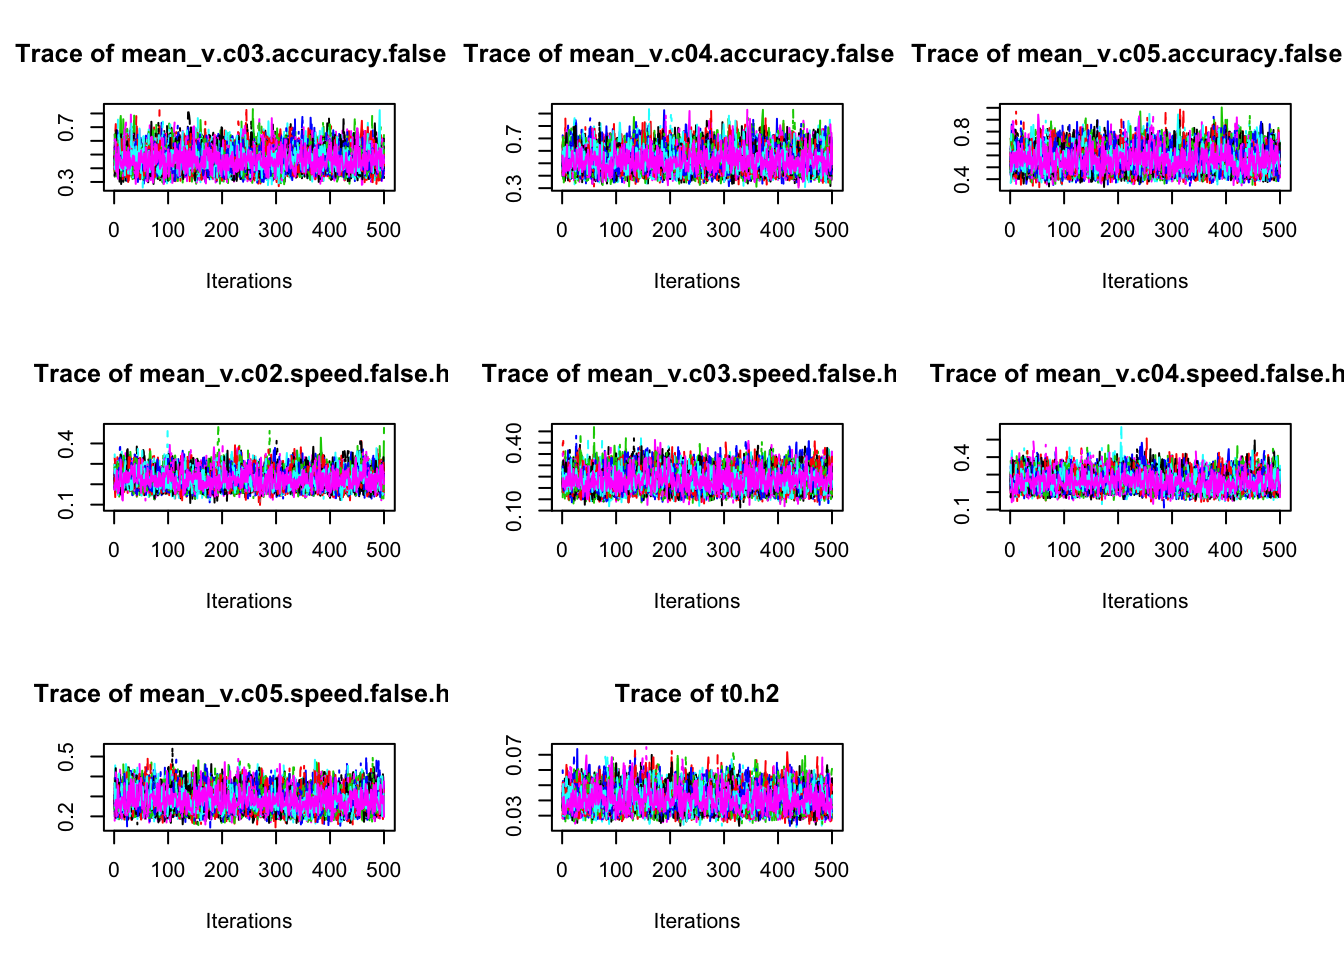 Trace of mean_v.c03.accuracy.false
0.3 0.7
0 100 200 300 400 500
Iterations
Trace of mean_v.c04.accuracy.false
0.3 0.7
0 100 200 300 400 500
Iterations
Trace of mean_v.c05.accuracy.false
0.4 0.8
0 100 200 300 400 500
Iterations
Trace of mean_v.c02.speed.false.h
0.1 0.4
0 100 200 300 400 500
Iterations
Trace of mean_v.c03.speed.false.h
0.10 0.40
0 100 200 300 400 500
Iterations
Trace of mean_v.c04.speed.false.h
0.1 0.4
0 100 200 300 400 500
Iterations
Trace of mean_v.c05.speed.false.h
0.2 0.5
0 100 200 300 400 500
Iterations
Trace of t0.h2
0.03 0.07
0 100 200 300 400 500
Iterations